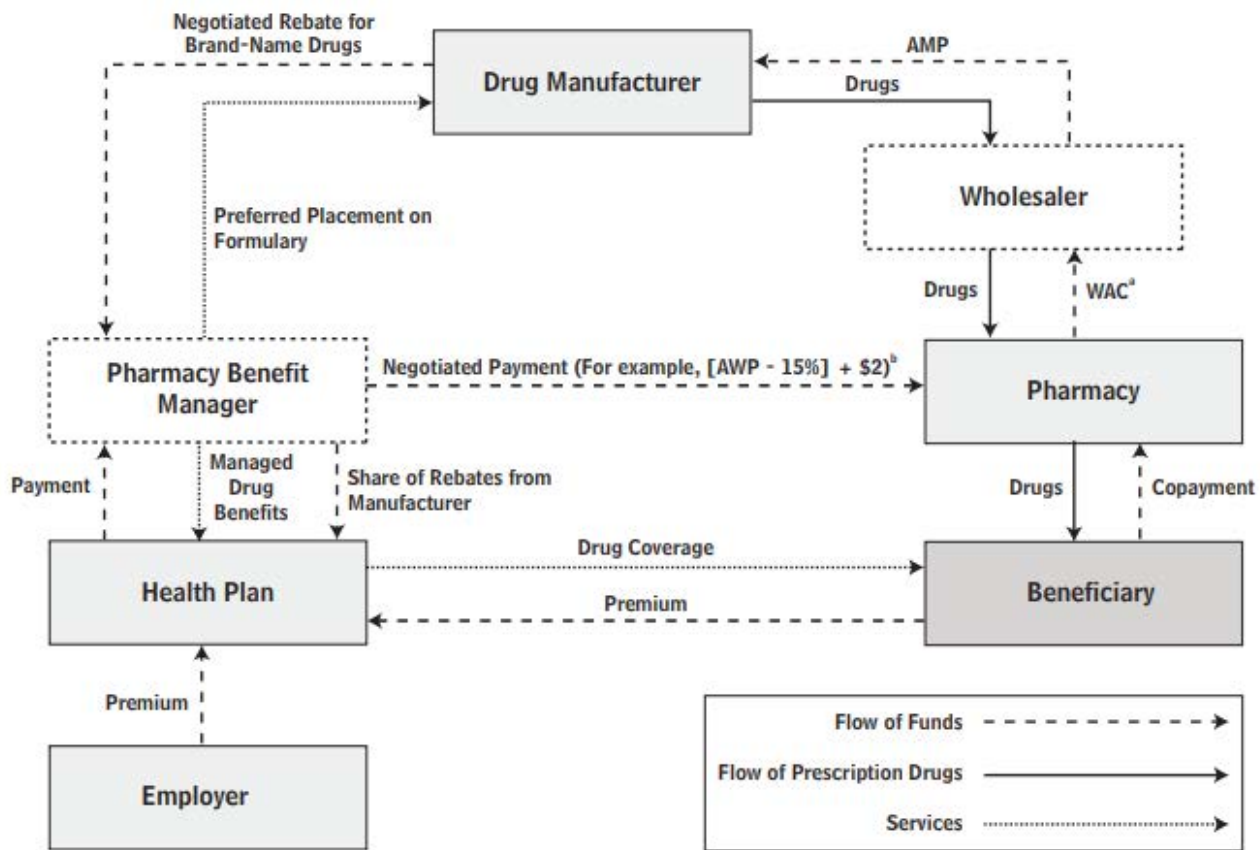 Negotiated Rebate for
Brand-Name Drugs
Drug Manufacturer
AMP
Drugs
Wholesaler
Preferred Placement on
Formulary
Drugs
WACᵃ
Pharmacy Benefit
Manager
Negotiated Payment (For example, [AWP - 15%] + $2)ᵇ
Pharmacy
Payment
Managed
Drug
Benefits
Share of Rebates from
Manufacturer
Drugs
Copayment
Health Plan
Drug Coverage
Premium
Beneficiary
Premium
Employer
Flow of Funds
Flow of Prescription Drugs
Services